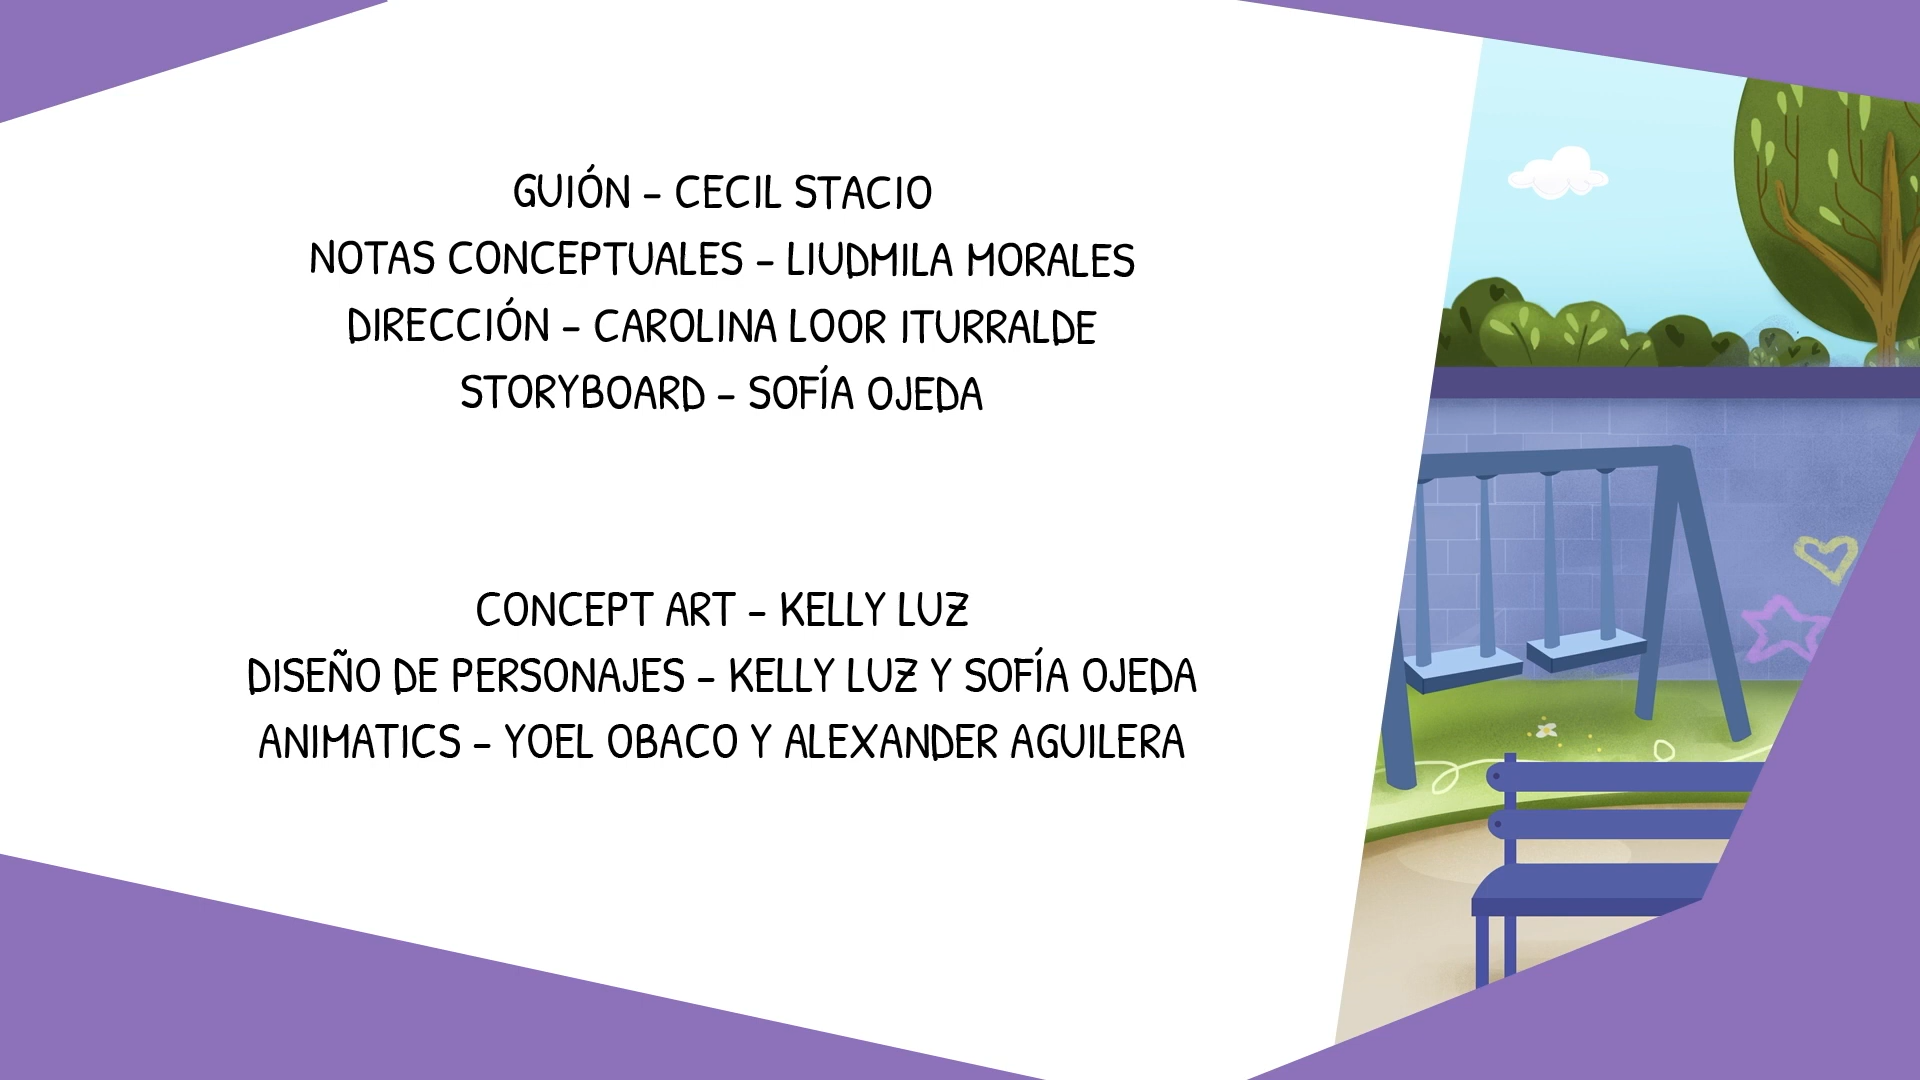 GUIÓN - CECIL STACIO
NOTAS CONCEPTUALES - LIUDMILA MORALES
DIRECCIÓN - CAROLINA LOOR ITURRALDE
STORYBOARD - SOFÍA OJEDA
CONCEPT ART - KELLY LUZ
DISEÑO DE PERSONAJES - KELLY LUZ Y SOFÍA OJEDA
ANIMATICS - YOEL OBACO Y ALEXANDER AGUILERA